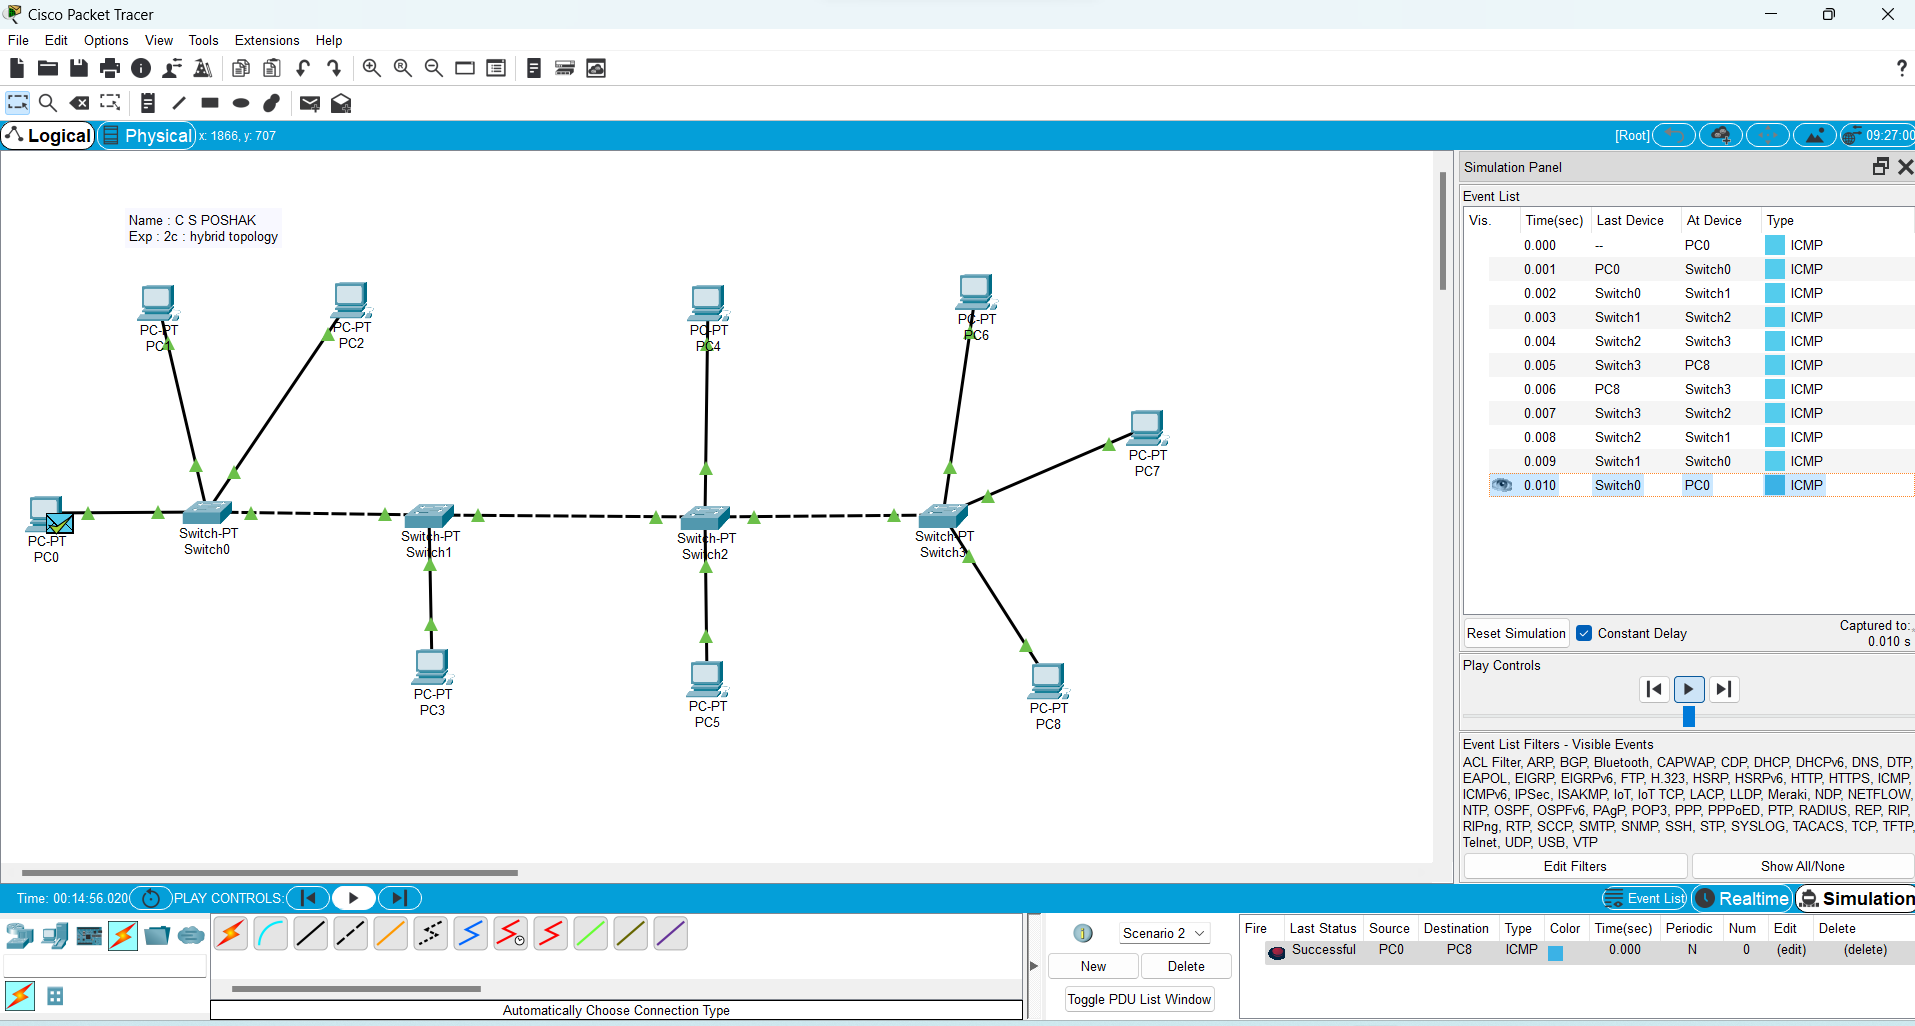 Cisco Packet Tracer
File Edit Options View Tools Extensions Help
?
Logical Physical x: 1866, y: 707 [Root] 09:27:00
Simulation Panel
Event List
Vis. Time(sec) Last Device At Device Type
0.000 -- PC0 ICMP
0.001 PC0 Switch0 ICMP
0.002 Switch0 Switch1 ICMP
0.003 Switch1 Switch2 ICMP
0.004 Switch2 Switch3 ICMP
0.005 Switch3 PC8 ICMP
0.006 PC8 Switch3 ICMP
0.007 Switch3 Switch2 ICMP
0.008 Switch2 Switch1 ICMP
0.009 Switch1 Switch0 ICMP
0.010 Switch0 PC0 ICMP
Name : C S POSHAK
Exp : 2c : hybrid topology
PC-PT
PC1
PC-PT
PC2
PC-PT
PC4
PC-PT
PC6
PC-PT
PC7
PC-PT
PC0
Switch-PT
Switch0
Switch-PT
Switch1
Switch-PT
Switch2
Switch-PT
Switch3
PC-PT
PC3
PC-PT
PC5
PC-PT
PC8
Reset Simulation Constant Delay Captured to:
0.010 s
Play Controls
Event List Filters - Visible Events
ACL Filter, ARP, BGP, Bluetooth, CAPWAP, CDP, DHCP, DHCPv6, DNS, DTP,
EAPOL, EIGRP, EIGRPv6, FTP, H.323, HSRP, HSRPv6, HTTP, HTTPS, ICMP,
ICMPv6, IPSec, ISAKMP, IoT, IoT TCP, LACP, LLDP, Meraki, NDP, NETFLOW,
NTP, OSPF, OSPFv6, PAgP, POP3, PPP, PPPoED, PTP, RADIUS, REP, RIP,
RIPng, RTP, SCCP, SMTP, SNMP, SSH, STP, SYSLOG, TACACS, TCP, TFTP,
Telnet, UDP, USB, VTP
Edit Filters Show All/None
Time: 00:14:56.020 PLAY CONTROLS: Event List Realtime Simulation
Automatically Choose Connection Type
1 Scenario 2
New Delete
Toggle PDU List Window
Fire Last Status Source Destination Type Color Time(sec) Periodic Num Edit Delete
Successful PC0 PC8 ICMP 0.000 N 0 (edit) (delete)